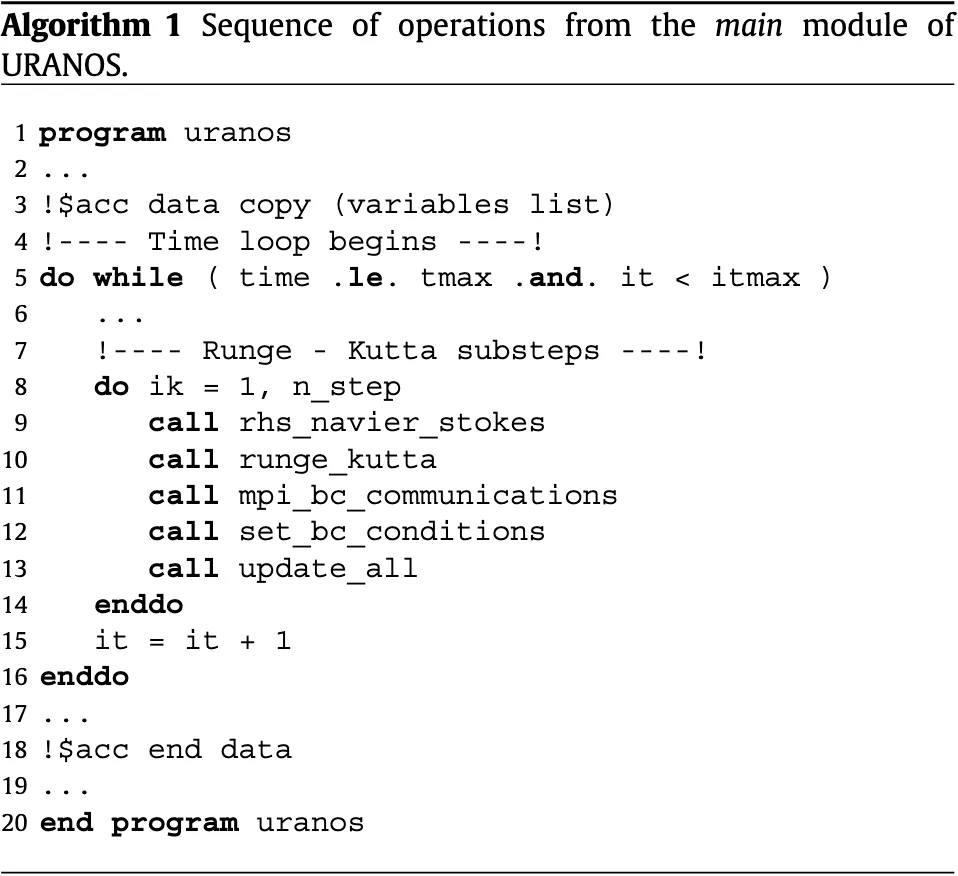 Algorithm 1 Sequence of operations from the main module of
URANOS.
1 program uranos
2 ...
3 !$acc data copy (variables list)
4 !---- Time loop begins ----!
5 do while ( time .le. tmax .and. it < itmax )
6 ...
7 !---- Runge - Kutta substeps ----!
8 do ik = 1, n_step
9 call rhs_navier_stokes
10 call runge_kutta
11 call mpi_bc_communications
12 call set_bc_conditions
13 call update_all
14 enddo
15 it = it + 1
16 enddo
17 ...
18 !$acc end data
19 ...
20 end program uranos